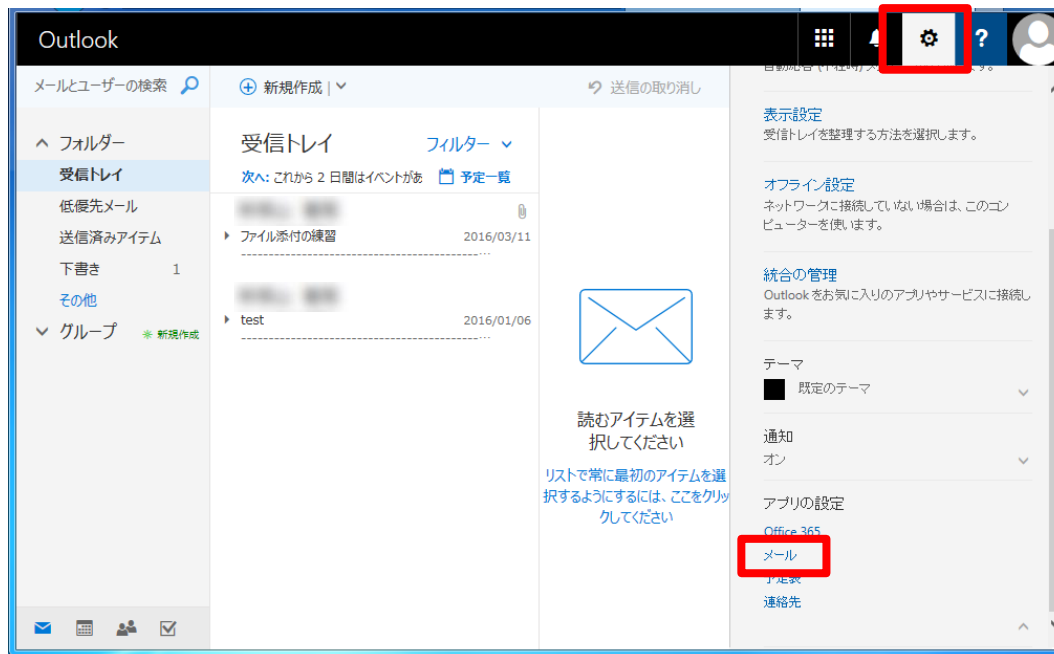 Outlook
?
メールとユーザーの検索
新規作成
送信の取り消し
フォルダー
受信トレイ
低優先メール
送信済みアイテム
下書き 1
その他
グループ
新規作成
受信トレイ
フィルター
次へ: これから 2 日間はイベントがあ
予定一覧
ファイル添付の練習 2016/03/11
--------------------------------------------...
test 2016/01/06
--------------------------------------------...
読むアイテムを選
択してください
リストで常に最初のアイテムを選
択するようにするには、ここをクリッ
クしてください
表示設定
受信トレイを整理する方法を選択します。
オフライン設定
ネットワークに接続していない場合は、このコン
ピューターを使います。
統合の管理
Outlook をお気に入りのアプリやサービスに接続し
ます。
テーマ
既定のテーマ
通知
オン
アプリの設定
Office 365
メール
予定表
連絡先